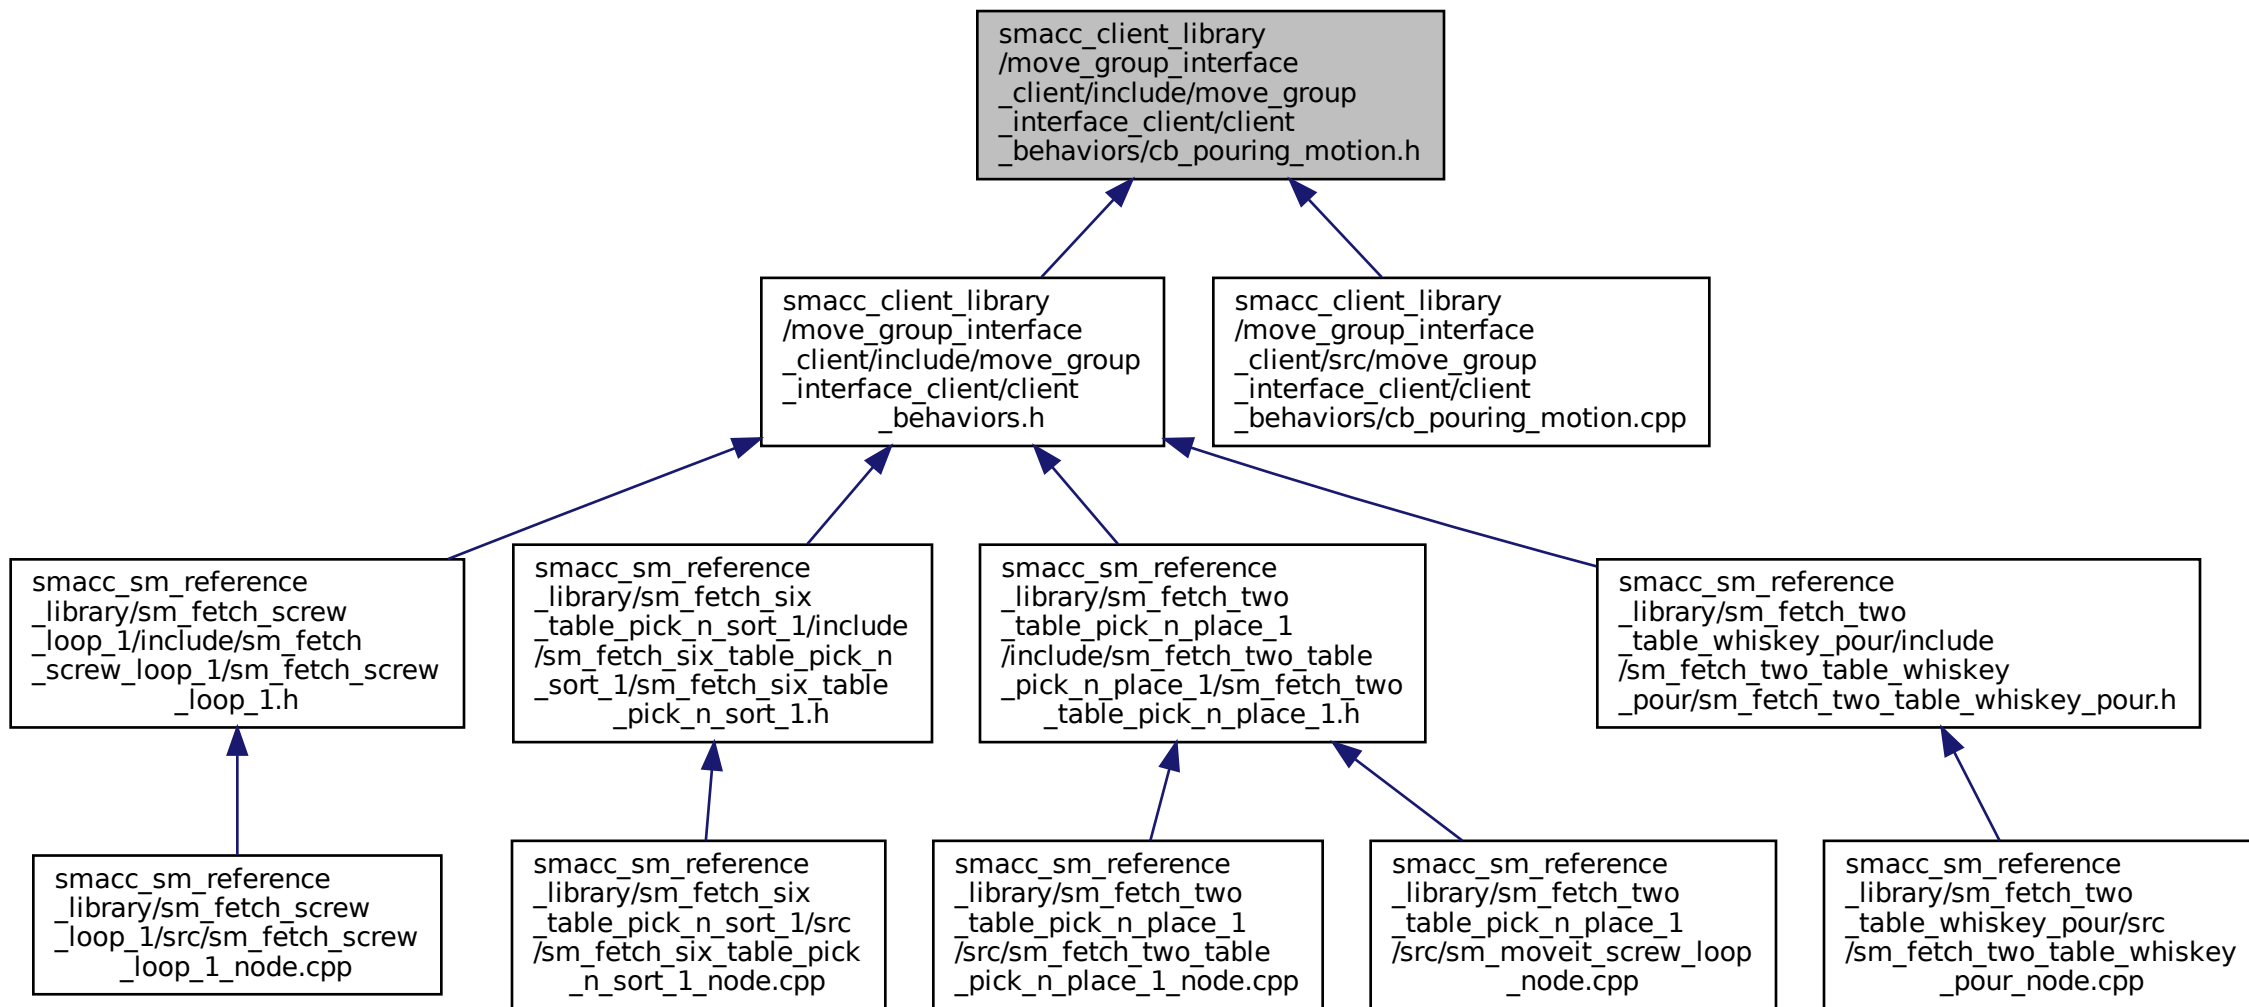 smacc_client_library
/move_group_interface
_client/include/move_group
_interface_client/client
_behaviors/cb_pouring_motion.h
smacc_client_library
/move_group_interface
_client/include/move_group
_interface_client/client
_behaviors.h
smacc_client_library
/move_group_interface
_client/src/move_group
_interface_client/client
_behaviors/cb_pouring_motion.cpp
smacc_sm_reference
_library/sm_fetch_screw
_loop_1/include/sm_fetch
_screw_loop_1/sm_fetch_screw
_loop_1.h
smacc_sm_reference
_library/sm_fetch_six
_table_pick_n_sort_1/include
/sm_fetch_six_table_pick_n
_sort_1/sm_fetch_six_table
_pick_n_sort_1.h
smacc_sm_reference
_library/sm_fetch_two
_table_pick_n_place_1
/include/sm_fetch_two_table
_pick_n_place_1/sm_fetch_two
_table_pick_n_place_1.h
smacc_sm_reference
_library/sm_fetch_two
_table_whiskey_pour/include
/sm_fetch_two_table_whiskey
_pour/sm_fetch_two_table_whiskey_pour.h
smacc_sm_reference
_library/sm_fetch_screw
_loop_1/src/sm_fetch_screw
_loop_1_node.cpp
smacc_sm_reference
_library/sm_fetch_six
_table_pick_n_sort_1/src
/sm_fetch_six_table_pick
_n_sort_1_node.cpp
smacc_sm_reference
_library/sm_fetch_two
_table_pick_n_place_1
/src/sm_fetch_two_table
_pick_n_place_1_node.cpp
smacc_sm_reference
_library/sm_fetch_two
_table_pick_n_place_1
/src/sm_moveit_screw_loop
_node.cpp
smacc_sm_reference
_library/sm_fetch_two
_table_whiskey_pour/src
/sm_fetch_two_table_whiskey
_pour_node.cpp